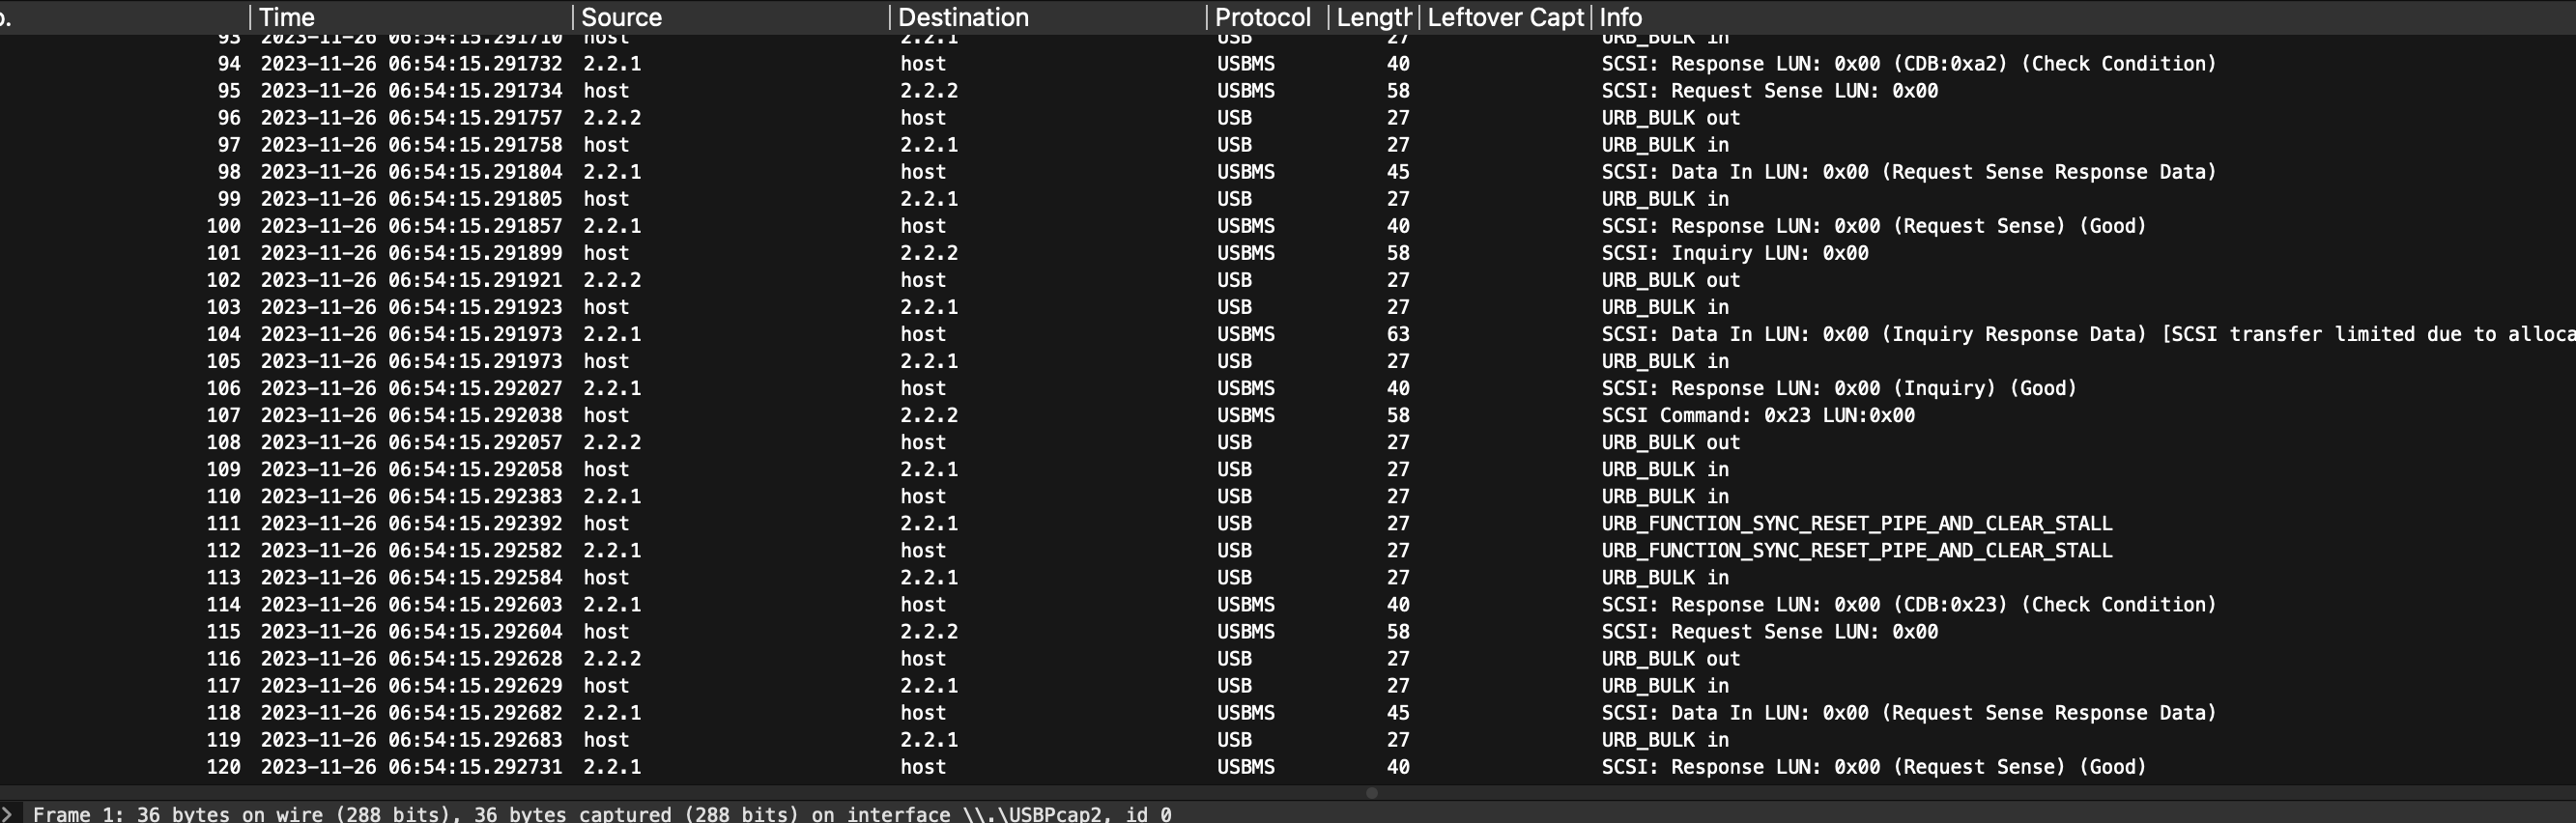 o. Time Source Destination Protocol Length Leftover Capt Info
93 2023-11-26 06:54:15.291710 host 2.2.1 USB 27 URB_BULK in
94 2023-11-26 06:54:15.291732 2.2.1 host USBMS 40 SCSI: Response LUN: 0x00 (CDB:0xa2) (Check Condition)
95 2023-11-26 06:54:15.291734 host 2.2.2 USBMS 58 SCSI: Request Sense LUN: 0x00
96 2023-11-26 06:54:15.291757 2.2.2 host USB 27 URB_BULK out
97 2023-11-26 06:54:15.291758 host 2.2.1 USB 27 URB_BULK in
98 2023-11-26 06:54:15.291804 2.2.1 host USBMS 45 SCSI: Data In LUN: 0x00 (Request Sense Response Data)
99 2023-11-26 06:54:15.291805 host 2.2.1 USB 27 URB_BULK in
100 2023-11-26 06:54:15.291857 2.2.1 host USBMS 40 SCSI: Response LUN: 0x00 (Request Sense) (Good)
101 2023-11-26 06:54:15.291899 host 2.2.2 USBMS 58 SCSI: Inquiry LUN: 0x00
102 2023-11-26 06:54:15.291921 2.2.2 host USB 27 URB_BULK out
103 2023-11-26 06:54:15.291923 host 2.2.1 USB 27 URB_BULK in
104 2023-11-26 06:54:15.291973 2.2.1 host USBMS 63 SCSI: Data In LUN: 0x00 (Inquiry Response Data) [SCSI transfer limited due to alloca
105 2023-11-26 06:54:15.291973 host 2.2.1 USB 27 URB_BULK in
106 2023-11-26 06:54:15.292027 2.2.1 host USBMS 40 SCSI: Response LUN: 0x00 (Inquiry) (Good)
107 2023-11-26 06:54:15.292038 host 2.2.2 USBMS 58 SCSI Command: 0x23 LUN:0x00
108 2023-11-26 06:54:15.292057 2.2.2 host USB 27 URB_BULK out
109 2023-11-26 06:54:15.292058 host 2.2.1 USB 27 URB_BULK in
110 2023-11-26 06:54:15.292383 2.2.1 host USB 27 URB_BULK in
111 2023-11-26 06:54:15.292392 host 2.2.1 USB 27 URB_FUNCTION_SYNC_RESET_PIPE_AND_CLEAR_STALL
112 2023-11-26 06:54:15.292582 2.2.1 host USB 27 URB_FUNCTION_SYNC_RESET_PIPE_AND_CLEAR_STALL
113 2023-11-26 06:54:15.292584 host 2.2.1 USB 27 URB_BULK in
114 2023-11-26 06:54:15.292603 2.2.1 host USBMS 40 SCSI: Response LUN: 0x00 (CDB:0x23) (Check Condition)
115 2023-11-26 06:54:15.292604 host 2.2.2 USBMS 58 SCSI: Request Sense LUN: 0x00
116 2023-11-26 06:54:15.292628 2.2.2 host USB 27 URB_BULK out
117 2023-11-26 06:54:15.292629 host 2.2.1 USB 27 URB_BULK in
118 2023-11-26 06:54:15.292682 2.2.1 host USBMS 45 SCSI: Data In LUN: 0x00 (Request Sense Response Data)
119 2023-11-26 06:54:15.292683 host 2.2.1 USB 27 URB_BULK in
120 2023-11-26 06:54:15.292731 2.2.1 host USBMS 40 SCSI: Response LUN: 0x00 (Request Sense) (Good)
Frame 1: 36 bytes on wire (288 bits), 36 bytes captured (288 bits) on interface \\.\USBPcap2, id 0